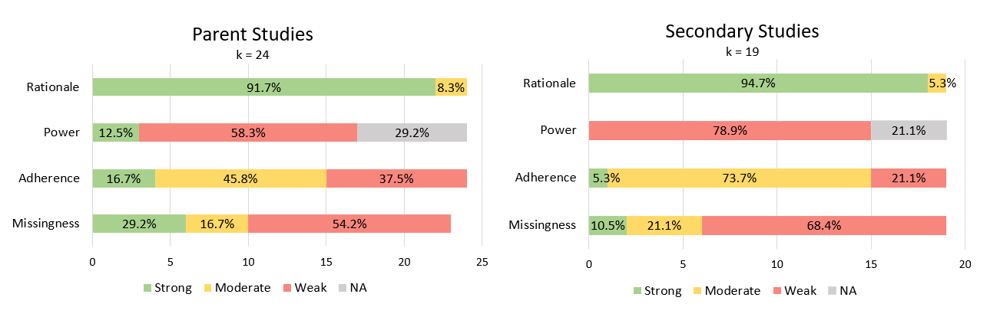 Parent Studies
k = 24
Rationale
91.7%
8.3%
Power
12.5%
58.3%
29.2%
Adherence
16.7%
45.8%
37.5%
Missingness
29.2%
16.7%
54.2%
0
5
10
15
20
25
Strong
Moderate
Weak
NA
Secondary Studies
k = 19
Rationale
94.7%
5.3%
Power
78.9%
21.1%
Adherence
5.3%
73.7%
21.1%
Missingness
10.5%
21.1%
68.4%
0
5
10
15
20
Strong
Moderate
Weak
NA